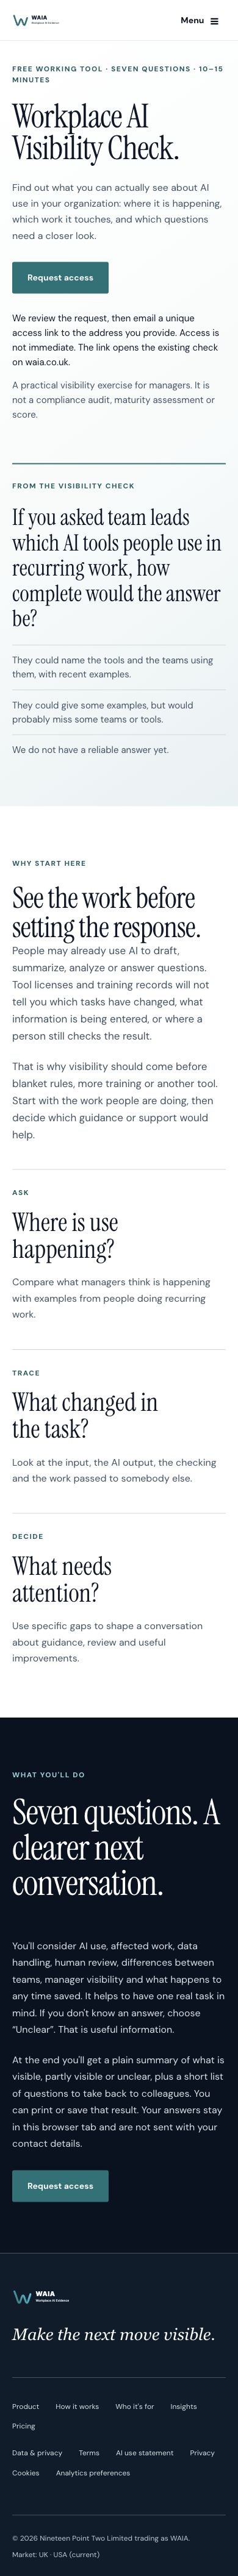 WAIA
Workplace AI Evidence
Menu
FREE WORKING TOOL · SEVEN QUESTIONS · 10–15
MINUTES
Workplace AI
Visibility Check.
Find out what you can actually see about AI
use in your organization: where it is happening,
which work it touches, and which questions
need a closer look.
Request access
We review the request, then email a unique
access link to the address you provide. Access is
not immediate. The link opens the existing check
on waia.co.uk.
A practical visibility exercise for managers. It is
not a compliance audit, maturity assessment or
score.
FROM THE VISIBILITY CHECK
If you asked team leads
which AI tools people use in
recurring work, how
complete would the answer
be?
They could name the tools and the teams using
them, with recent examples.
They could give some examples, but would
probably miss some teams or tools.
We do not have a reliable answer yet.
WHY START HERE
See the work before
setting the response.
People may already use AI to draft,
summarize, analyze or answer questions.
Tool licenses and training records will not
tell you which tasks have changed, what
information is being entered, or where a
person still checks the result.
That is why visibility should come before
blanket rules, more training or another tool.
Start with the work people are doing, then
decide which guidance or support would
help.
ASK
Where is use
happening?
Compare what managers think is happening
with examples from people doing recurring
work.
TRACE
What changed in
the task?
Look at the input, the AI output, the checking
and the work passed to somebody else.
DECIDE
What needs
attention?
Use specific gaps to shape a conversation
about guidance, review and useful
improvements.
WHAT YOU'LL DO
Seven questions. A
clearer next
conversation.
You'll consider AI use, affected work, data
handling, human review, differences between
teams, manager visibility and what happens to
any time saved. It helps to have one real task in
mind. If you don't know an answer, choose
“Unclear”. That is useful information.
At the end you'll get a plain summary of what is
visible, partly visible or unclear, plus a short list
of questions to take back to colleagues. You
can print or save that result. Your answers stay
in this browser tab and are not sent with your
contact details.
Request access
WAIA
Workplace AI Evidence
Make the next move visible.
Product How it works Who it's for Insights
Pricing
Data & privacy Terms AI use statement Privacy
Cookies Analytics preferences
© 2026 Nineteen Point Two Limited trading as WAIA.
Market: UK · USA (current)